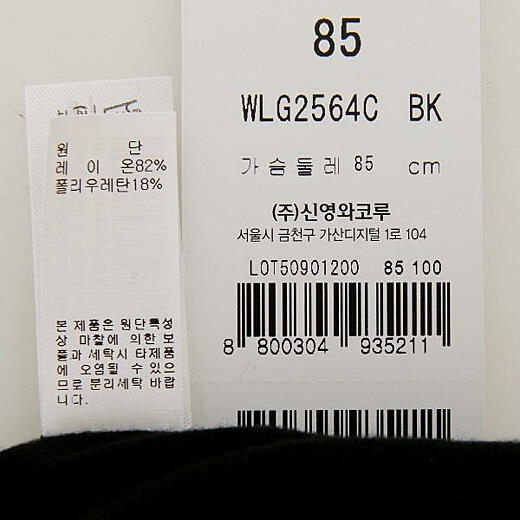 85
WLG2564C BK
가슴둘레 85 cm
(주)신영와코루
서울시 금천구 가산디지털 1로 104
LOT50901200 85 100
8 800304 935211
원 단
레 이 온82%
폴리우레탄18%
본 제품은 원단특성
상 마찰에 의한 보
풀과 세탁시 타제품
에 오염될 수 있으
므로 분리세탁 바랍
니다.